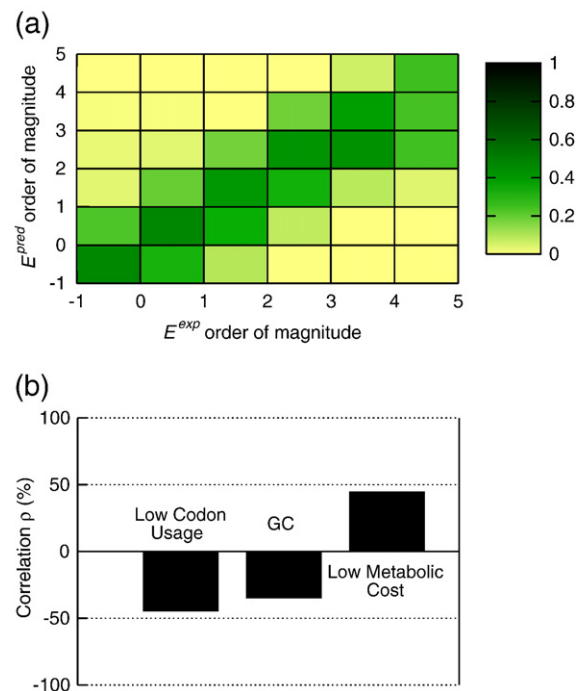 (a)
5
4
3
2
1
0
-1
-1 0 1 2 3 4 5
E^pred order of magnitude
E^exp order of magnitude
1
0.8
0.6
0.4
0.2
0
(b)
100
50
0
-50
-100
Correlation ρ (%)
Low Codon
Usage
GC
Low Metabolic
Cost